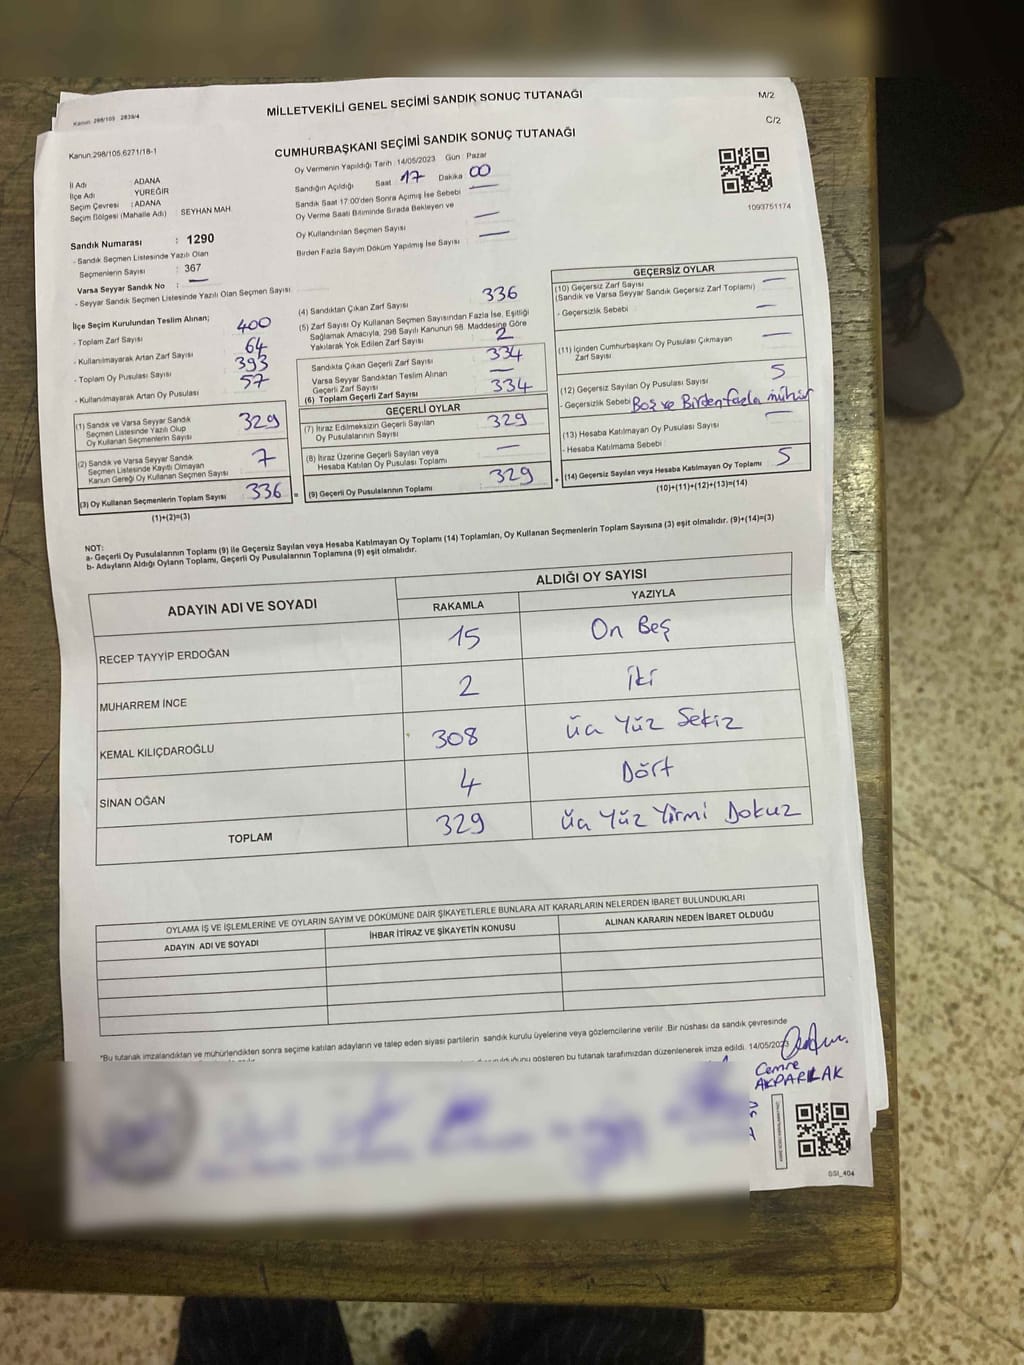 Kanun: 298/105 2839/4
MİLLETVEKİLİ GENEL SEÇİMİ SANDIK SONUÇ TUTANAĞI
M/2
C/2
Kanun:298/105.6271/18-1
CUMHURBAŞKANI SEÇİMİ SANDIK SONUÇ TUTANAĞI
İl Adı : ADANA
İlçe Adı : YÜREĞİR
Seçim Çevresi : ADANA
Seçim Bölgesi (Mahalle Adı) : SEYHAN MAH.
Oy Vermenin Yapıldığı Tarih :14/05/2023 Gün : Pazar
Sandığın Açıldığı Saat 17 Dakika 00
Sandık Saat 17:00'den Sonra Açımış İse Sebebi
Oy Verme Saati Bitiminde Sırada Bekleyen ve
Oy Kullandırılan Seçmen Sayısı
Birden Fazla Sayım Döküm Yapılmış İse Sayısı
1093751174
Sandık Numarası : 1290
- Sandık Seçmen Listesinde Yazılı Olan
Seçmenlerin Sayısı : 367
Varsa Seyyar Sandık No :
- Seyyar Sandık Seçmen Listesinde Yazılı Olan Seçmen Sayısı
İlçe Seçim Kurulundan Teslim Alınan;
- Toplam Zarf Sayısı 400
- Kullanılmayarak Artan Zarf Sayısı 64
- Toplam Oy Pusulası Sayısı 393
- Kullanılmayarak Artan Oy Pusulası 57
(1) Sandık ve Varsa Seyyar Sandık
Seçmen Listesinde Yazılı Olup
Oy Kullanan Seçmenlerin Sayısı 329
(2) Sandık ve Varsa Seyyar Sandık
Seçmen Listesinde Kayıtlı Olmayan
Kanun Gereği Oy Kullanan Seçmen Sayısı 7
(3) Oy Kullanan Seçmenlerin Toplam Sayısı 336 =
(1)+(2)=(3)
(4) Sandıktan Çıkan Zarf Sayısı 336
(5) Zarf Sayısı Oy Kullanan Seçmen Sayısından Fazla İse, Eşitliği
Sağlamak Amacıyla, 298 Sayılı Kanunun 98. Maddesine Göre
Yakılarak Yok Edilen Zarf Sayısı 2
Sandıkta Çıkan Geçerli Zarf Sayısı 334
Varsa Seyyar Sandıktan Teslim Alınan
Geçerli Zarf Sayısı
(6) Toplam Geçerli Zarf Sayısı 334
GEÇERLİ OYLAR
(7) İtiraz Edilmeksizin Geçerli Sayılan
Oy Pusulalarının Sayısı 329
(8) İtiraz Üzerine Geçerli Sayılan veya
Hesaba Katılan Oy Pusulası Toplamı
(9) Geçerli Oy Pusulalarının Toplamı 329 +
GEÇERSİZ OYLAR
(10) Geçersiz Zarf Sayısı
(Sandık ve Varsa Seyyar Sandık Geçersiz Zarf Toplamı)
- Geçersizlik Sebebi
(11) İçinden Cumhurbaşkanı Oy Pusulası Çıkmayan
Zarf Sayısı
(12) Geçersiz Sayılan Oy Pusulası Sayısı 5
- Geçersizlik Sebebi Boş ve Birden fazla mühür
(13) Hesaba Katılmayan Oy Pusulası Sayısı
- Hesaba Katılmama Sebebi
(14) Geçersiz Sayılan veya Hesaba Katılmayan Oy Toplamı 5
(10)+(11)+(12)+(13)=(14)
NOT:
a- Geçerli Oy Pusulalarının Toplamı (9) ile Geçersiz Sayılan veya Hesaba Katılmayan Oy Toplamı (14) Toplamları, Oy Kullanan Seçmenlerin Toplam Sayısına (3) eşit olmalıdır. (9)+(14)=(3)
b- Adayların Aldığı Oyların Toplamı, Geçerli Oy Pusulalarının Toplamına (9) eşit olmalıdır.
ADAYIN ADI VE SOYADI
ALDIĞI OY SAYISI
RAKAMLA YAZIYLA
RECEP TAYYİP ERDOĞAN 15 On Beş
MUHARREM İNCE 2 iki
KEMAL KILIÇDAROĞLU 308 Üç Yüz Sekiz
SİNAN OĞAN 4 Dört
TOPLAM 329 Üç Yüz Yirmi Dokuz
OYLAMA İŞ VE İŞLEMLERİNE VE OYLARIN SAYIM VE DÖKÜMÜNE DAİR ŞİKAYETLERLE BUNLARA AİT KARARLARIN NELERDEN İBARET BULUNDUKLARI
ADAYIN ADI VE SOYADI İHBAR İTİRAZ VE ŞİKAYETİN KONUSU ALINAN KARARIN NEDEN İBARET OLDUĞU
*Bu tutanak imzalandıktan ve mühürlendikten sonra seçime katılan adayların ve talep eden siyasi partilerin sandık kurulu üyelerine veya gözlemcilerine verilir .Bir nüshası da sandık çevresinde
gösteren bu tutanak tarafımızdan düzenlenerek imza edildi. 14/05/2023
Cemre
AKPARLAK
GSI_404